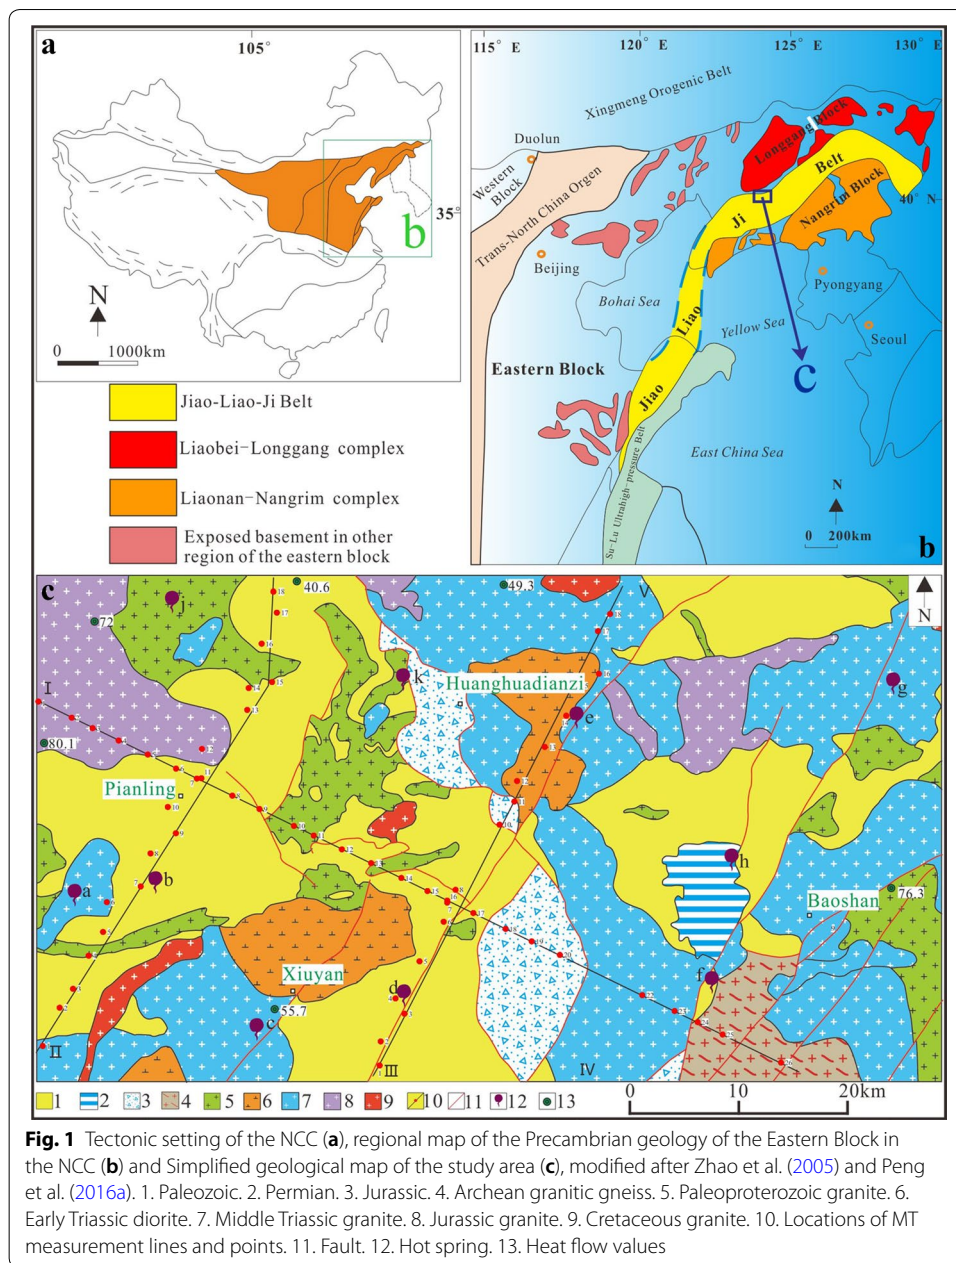 a
105°
35°
b
N
0 1000km
115° E
120° E
125° E
130° E
Xingmeng Orogenic Belt
Duolun
Western Block
Trans-North China Orgen
Longgang Block
Belt
Nangrim Block
40° N
Ji
Beijing
Bohai Sea
Liao
Yellow Sea
Pyongyang
Seoul
Eastern Block
C
Jiao
East China Sea
Su-Lu Ultrahigh-pressure Belt
N
0 200km
b
Jiao-Liao-Ji Belt
Liaobei-Longgang complex
Liaonan-Nangrim complex
Exposed basement in other
region of the eastern block
c
40.6
49.3
V
N
j
72
I
k
Huanghuadianzi
g
e
80.1
Pianling
a
b
h
Baoshan
76.3
Xiuyan
55.7
c
d
f
II
III
IV
0 10 20km
1 2 3 4 5 6 7 8 9 10 11 12 13
Fig. 1 Tectonic setting of the NCC (a), regional map of the Precambrian geology of the Eastern Block in
the NCC (b) and Simplified geological map of the study area (c), modified after Zhao et al. (2005) and Peng
et al. (2016a). 1. Paleozoic. 2. Permian. 3. Jurassic. 4. Archean granitic gneiss. 5. Paleoproterozoic granite. 6.
Early Triassic diorite. 7. Middle Triassic granite. 8. Jurassic granite. 9. Cretaceous granite. 10. Locations of MT
measurement lines and points. 11. Fault. 12. Hot spring. 13. Heat flow values